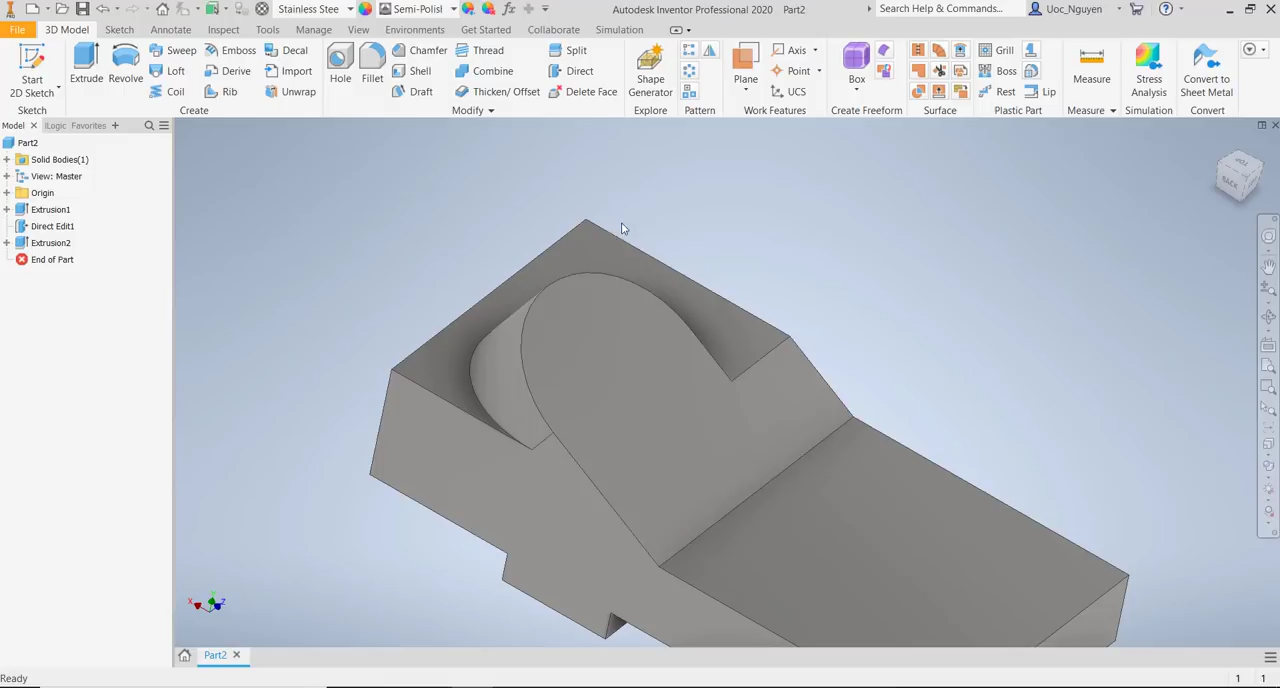 Stainless Stee
Semi-Polisl
Autodesk Inventor Professional 2020 Part2
Search Help & Commands...
Uoc_Nguyen
File
3D Model
Sketch
Annotate
Inspect
Tools
Manage
View
Environments
Get Started
Collaborate
Simulation
Start
2D Sketch
Sketch
Extrude
Revolve
Sweep
Emboss
Decal
Loft
Derive
Import
Coil
Rib
Unwrap
Create
Hole
Fillet
Chamfer
Thread
Split
Shell
Combine
Direct
Draft
Thicken/ Offset
Delete Face
Modify
Shape
Generator
Explore
Pattern
Plane
Axis
Point
UCS
Work Features
Box
Create Freeform
Surface
Grill
Boss
Rest
Lip
Plastic Part
Measure
Measure
Stress
Analysis
Simulation
Convert to
Sheet Metal
Convert
Model
Logic
Favorites
Part2
Solid Bodies(1)
View: Master
Origin
Extrusion1
Direct Edit1
Extrusion2
End of Part
TOP
BACK
X
Y
Z
Part2
Ready
1 1